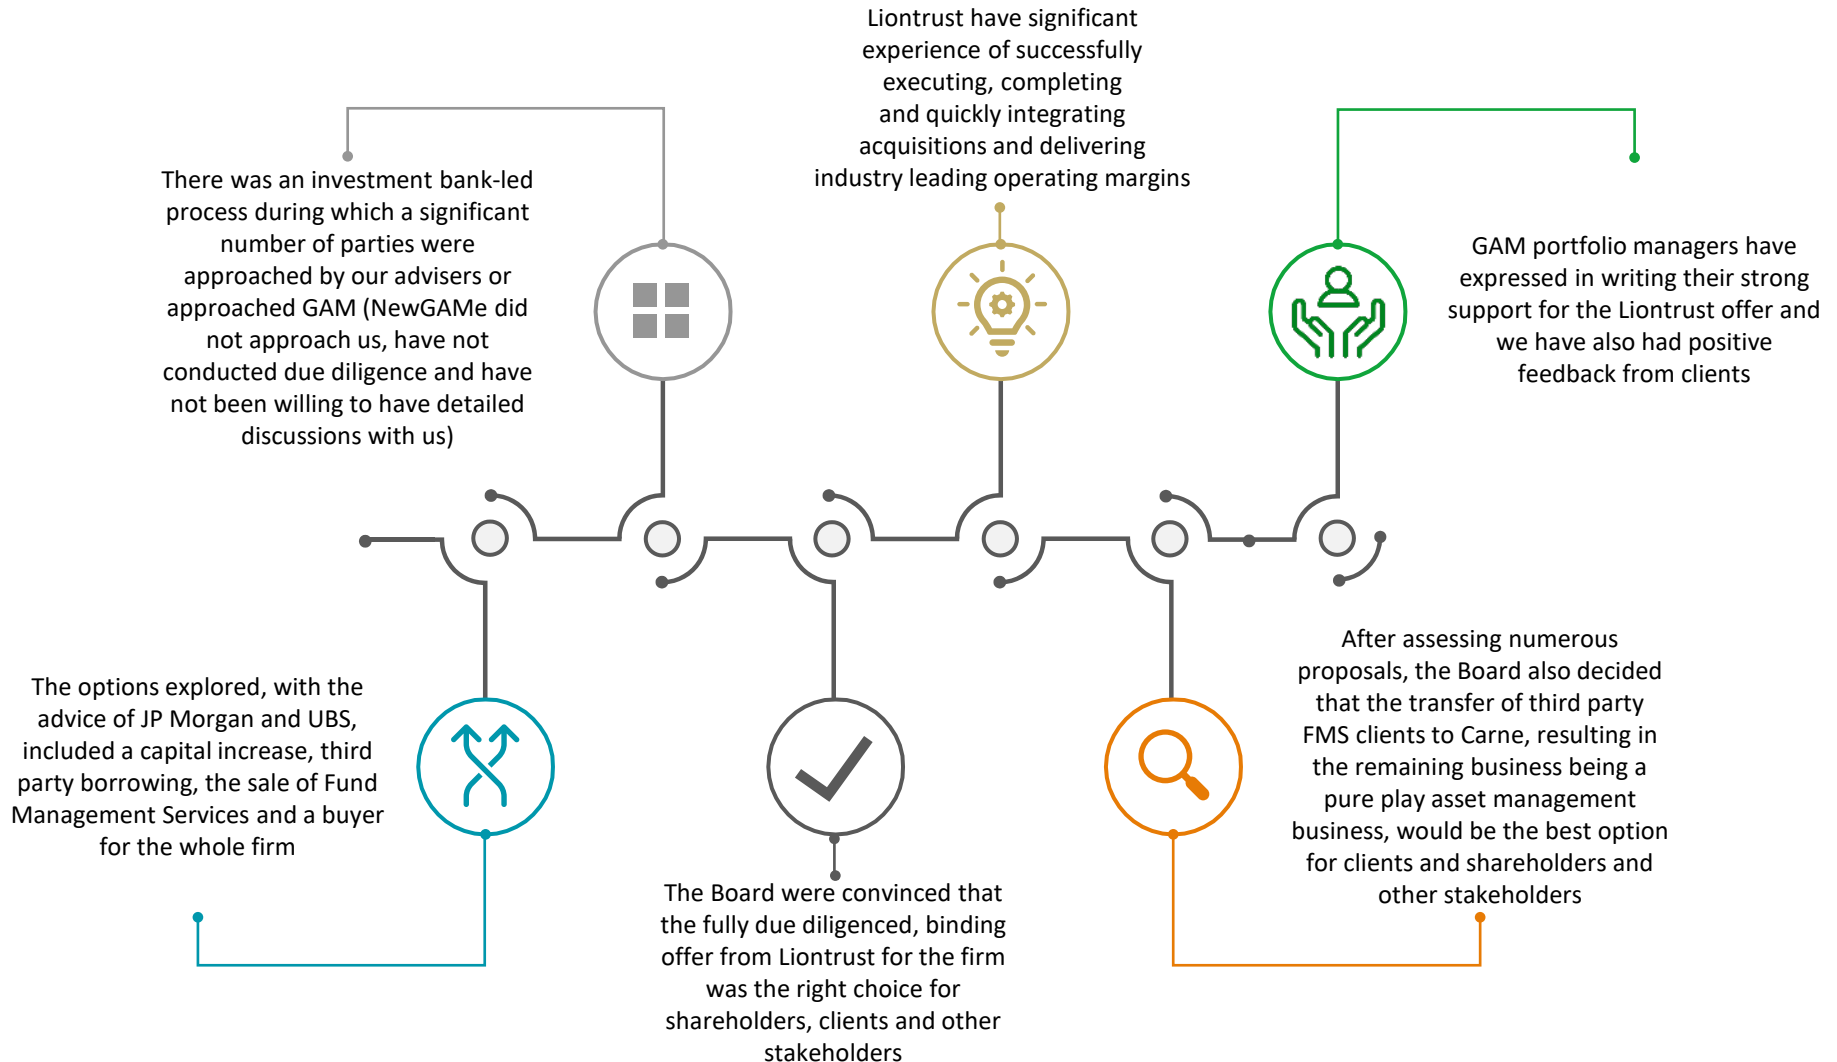 The options explored, with the
advice of JP Morgan and UBS,
included a capital increase, third
party borrowing, the sale of Fund
Management Services and a buyer
for the whole firm
There was an investment bank-led
process during which a significant
number of parties were
approached by our advisers or
approached GAM (NewGAMe did
not approach us, have not
conducted due diligence and have
not been willing to have detailed
discussions with us)
The Board were convinced that
the fully due diligenced, binding
offer from Liontrust for the firm
was the right choice for
shareholders, clients and other
stakeholders
Liontrust have significant
experience of successfully
executing, completing
and quickly integrating
acquisitions and delivering
industry leading operating margins
After assessing numerous
proposals, the Board also decided
that the transfer of third party
FMS clients to Carne, resulting in
the remaining business being a
pure play asset management
business, would be the best option
for clients and shareholders and
other stakeholders
GAM portfolio managers have
expressed in writing their strong
support for the Liontrust offer and
we have also had positive
feedback from clients